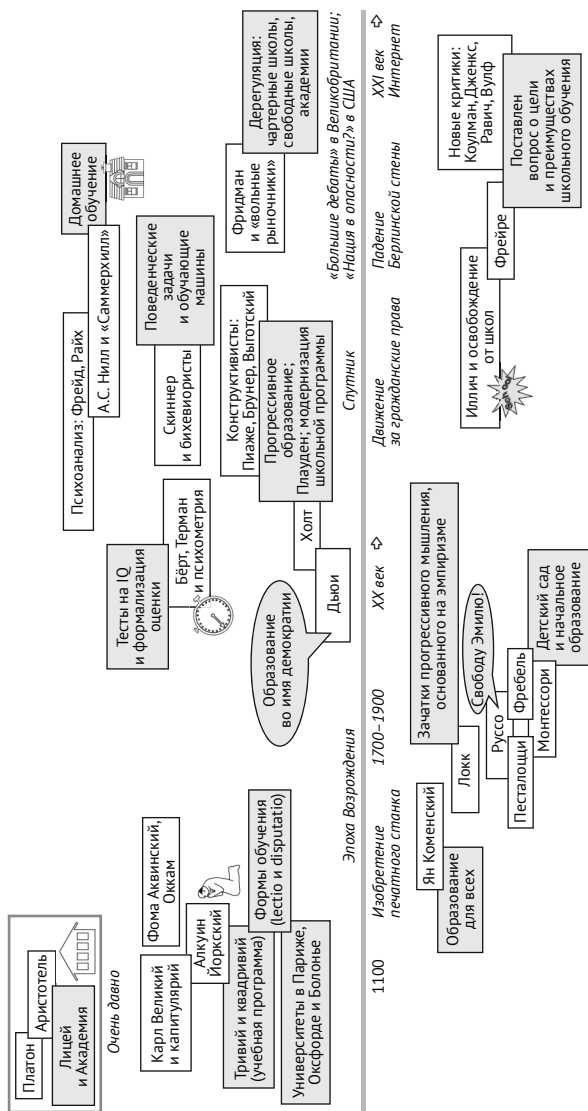 Платон
Аристотель
Лицей
и Академия
Очень давно
Карл Великий
и капитулярий
Фома Аквинский,
Оккам
Алкуин
Йоркский
Тривий и квадривий
(учебная программа)
Формы обучения
(lectio и disputatio)
Университеты в Париже,
Оксфорде и Болонье
Тесты на IQ
и формализация
оценки
Бёрт, Терман
и психометрия
Образование
во имя демократии
Дьюи
Холт
Психоанализ: Фрейд, Райх
А.С. Нилл и «Саммерхилл»
Домашнее
обучение
Скиннер
и бихевиористы
Поведенческие
задачи
и обучающие
машины
Конструктивисты:
Пиаже, Брунер, Выготский
Прогрессивное
образование;
Плауден; модернизация
школьной программы
Фридман
и «вольные
рыночники»
Дерегуляция:
чартерные школы,
свободные школы,
академии
Эпоха Возрождения
Спутник
«Большие дебаты» в Великобритании;
«Нация в опасности?» в США
1100
Изобретение
печатного станка
1700–1900
XX век
Движение
за гражданские права
Падение
Берлинской стены
XXI век
Интернет
Ян Коменский
Образование
для всех
Локк
Зачатки прогрессивного мышления,
основанного на эмпиризме
Руссо
Свободу Эмилю!
Песталоцци
Фребель
Монтессори
Детский сад
и начальное
образование
Иллич и освобождение
от школ
Фрейре
Новые критики:
Коулман, Дженкс,
Равич, Вулф
Поставлен
вопрос о цели
и преимуществах
школьного обучения